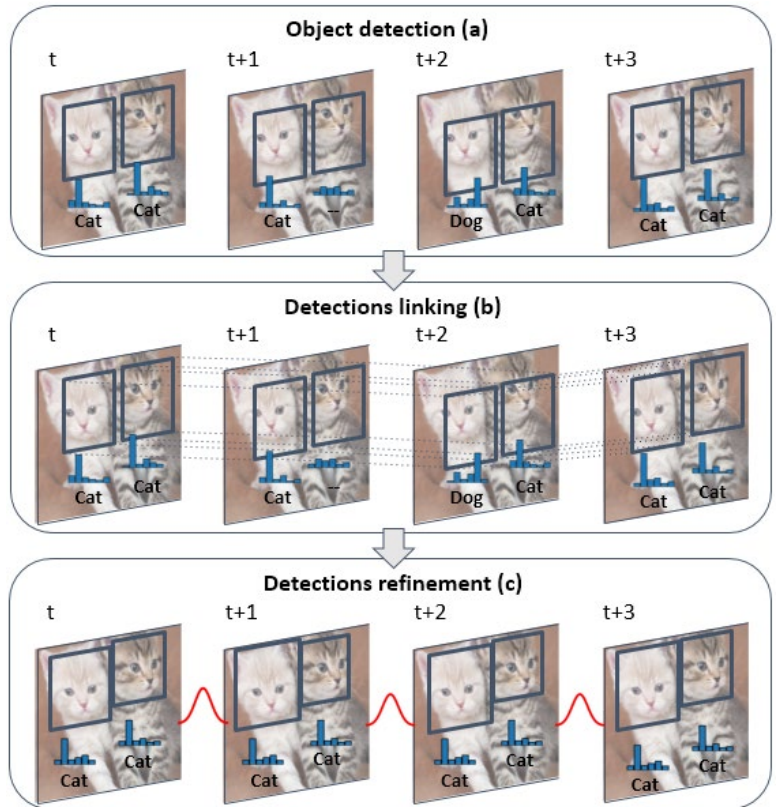 Object detection (a)
t t+1 t+2 t+3
Cat Cat Cat -- Dog Cat Cat Cat
Detections linking (b)
t t+1 t+2 t+3
Cat Cat Cat -- Dog Cat Cat Cat
Detections refinement (c)
t t+1 t+2 t+3
Cat Cat Cat Cat Cat Cat Cat Cat